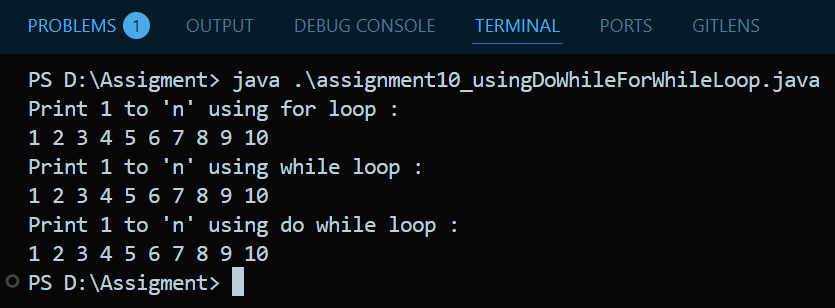 PROBLEMS 1 OUTPUT DEBUG CONSOLE TERMINAL PORTS GITLENS
PS D:\Assigment> java .\assignment10_usingDoWhileForWhileLoop.java
Print 1 to 'n' using for loop :
1 2 3 4 5 6 7 8 9 10
Print 1 to 'n' using while loop :
1 2 3 4 5 6 7 8 9 10
Print 1 to 'n' using do while loop :
1 2 3 4 5 6 7 8 9 10
PS D:\Assigment>